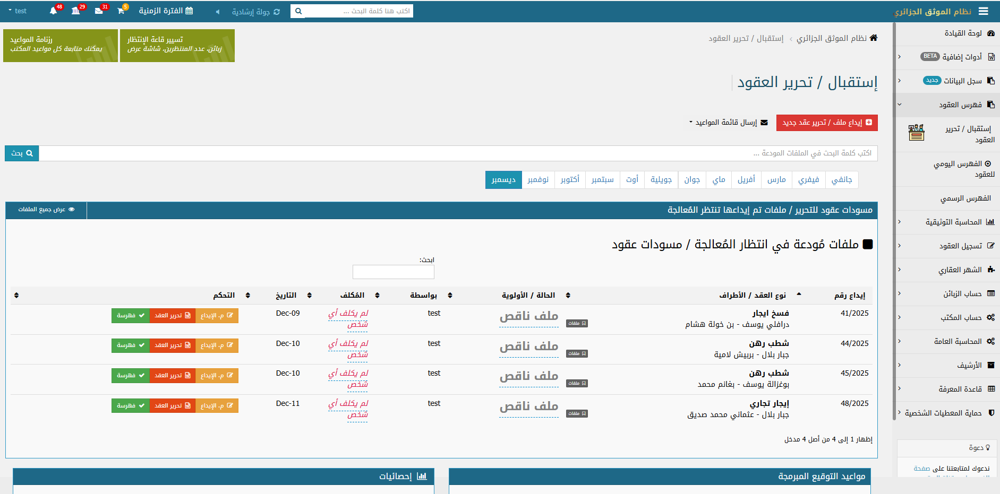 نظام الموثق الجزائري
اكتب هنا كلمة البحث ...
جولة إرشادية
الفترة الزمنية
5
31
29
48
test
لوحة القيادة
أدوات إضافية BETA
سجل البيانات جديد
فهرس العقود
إستقبال / تحرير
العقود
الفهرس اليومي
للعقود
الفهرس الرسمي
المحاسبة التوثيقية
تسجيل العقود
الشهر العقاري
حساب الزبائن
حساب المكتب
المحاسبة العامة
الأرشيف
قاعدة المعرفة
حماية المعطيات الشخصية
دعوة
ندعوك لمتابعتنا على صفحة
نظام الموثق الجزائري › إستقبال / تحرير العقود
تسيير قاعة الإنتظار
زبائن، عدد المنتظرين، شاشة عرض
رزنامة المواعيد
يمكنك متابعة كل مواعيد المكتب
إستقبال / تحرير العقود
إيداع ملف / تحرير عقد جديد
إرسال قائمة المواعيد
اكتب كلمة البحث في الملفات المودعة ...
بحث
جانفي فيفري مارس أفريل ماي جوان جويلية أوت سبتمبر أكتوبر نوفمبر ديسمبر
مسودات عقود للتحرير / ملفات تم إيداعها تنتظر المُعالجة
عرض جميع الملفات
ملفات مُودعة في انتظار المُعالجة / مسودات عقود
ابحث:
إيداع رقم نوع العقد / الأطراف الحالة / الأولوية بواسطة المُكلف التاريخ التحكم
41/2025 فسخ ايجار ملفات ملف ناقص test لم يكلف أي Dec-09 م. الإيداع تحرير العقد فهرسة
درافلي يوسف - بن خولة هشام شخص
44/2025 شطب رهن ملفات ملف ناقص test لم يكلف أي Dec-10 م. الإيداع تحرير العقد فهرسة
جبار بلال - بربيش لامية شخص
45/2025 شطب رهن ملفات ملف ناقص test لم يكلف أي Dec-10 م. الإيداع تحرير العقد فهرسة
بوغزالة يوسف - بغانم محمد شخص
48/2025 إيجار تجاري ملفات ملف ناقص test لم يكلف أي Dec-11 م. الإيداع تحرير العقد فهرسة
جبار بلال - عثماني محمد صديق شخص
إظهار 1 إلى 4 من أصل 4 مدخل
مواعيد التوقيع المبرمجة
إحصائيات